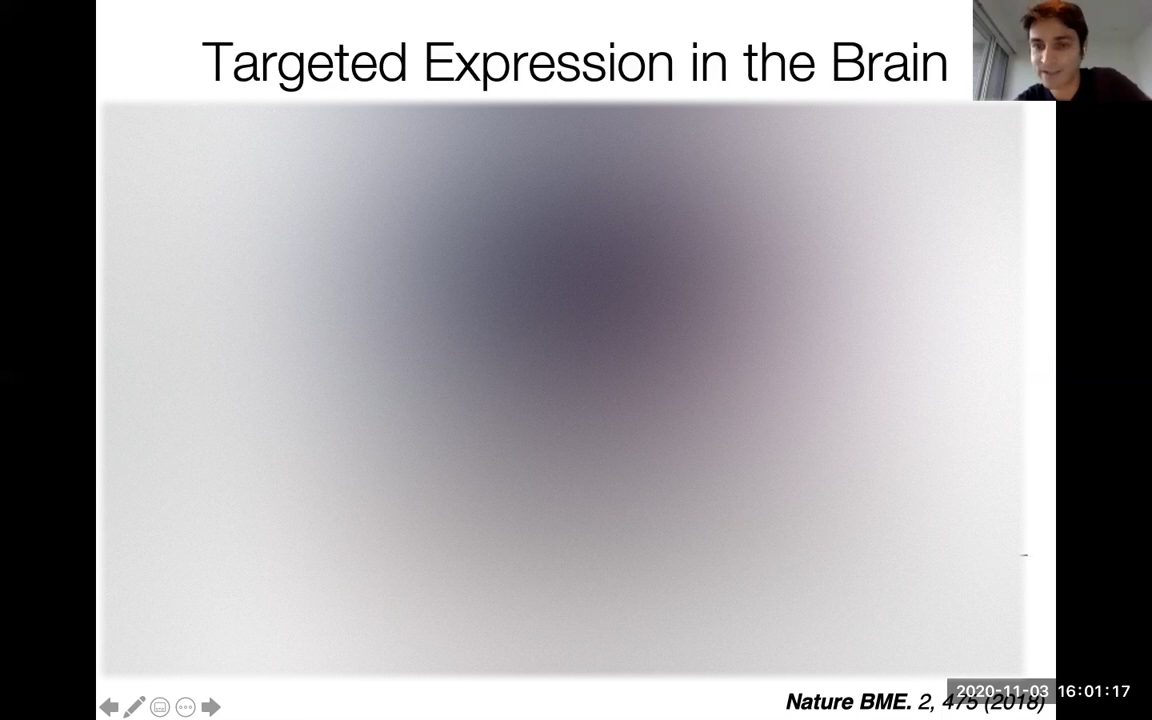 Targeted Expression in the Brain
Nature BME. 2, 475 (2018)
2020-11-03 16:01:17